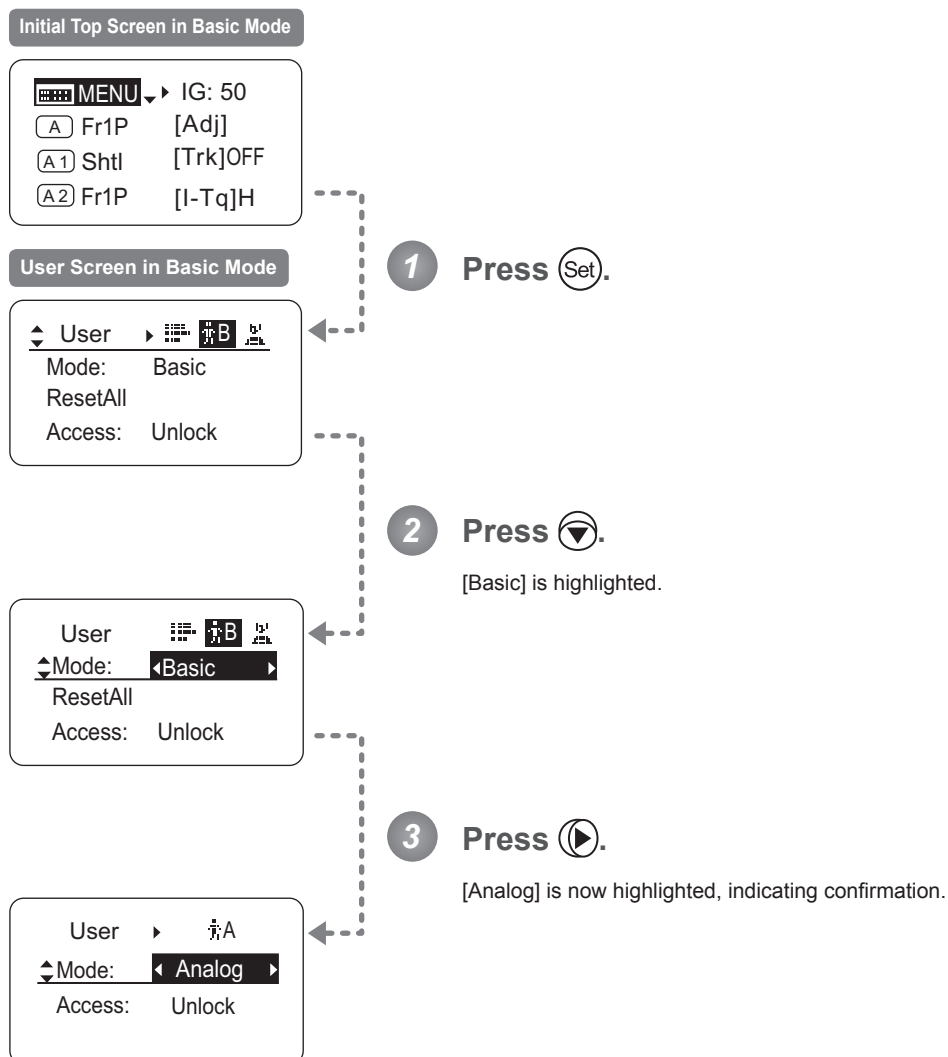 Initial Top Screen in Basic Mode
MENU IG: 50
A Fr1P [Adj]
A1 Shtl [Trk]OFF
A2 Fr1P [I-Tq]H
1 Press Set.
User Screen in Basic Mode
User B
Mode: Basic
ResetAll
Access: Unlock
2 Press .
[Basic] is highlighted.
User B
Mode: Basic
ResetAll
Access: Unlock
3 Press .
[Analog] is now highlighted, indicating confirmation.
User A
Mode: Analog
Access: Unlock